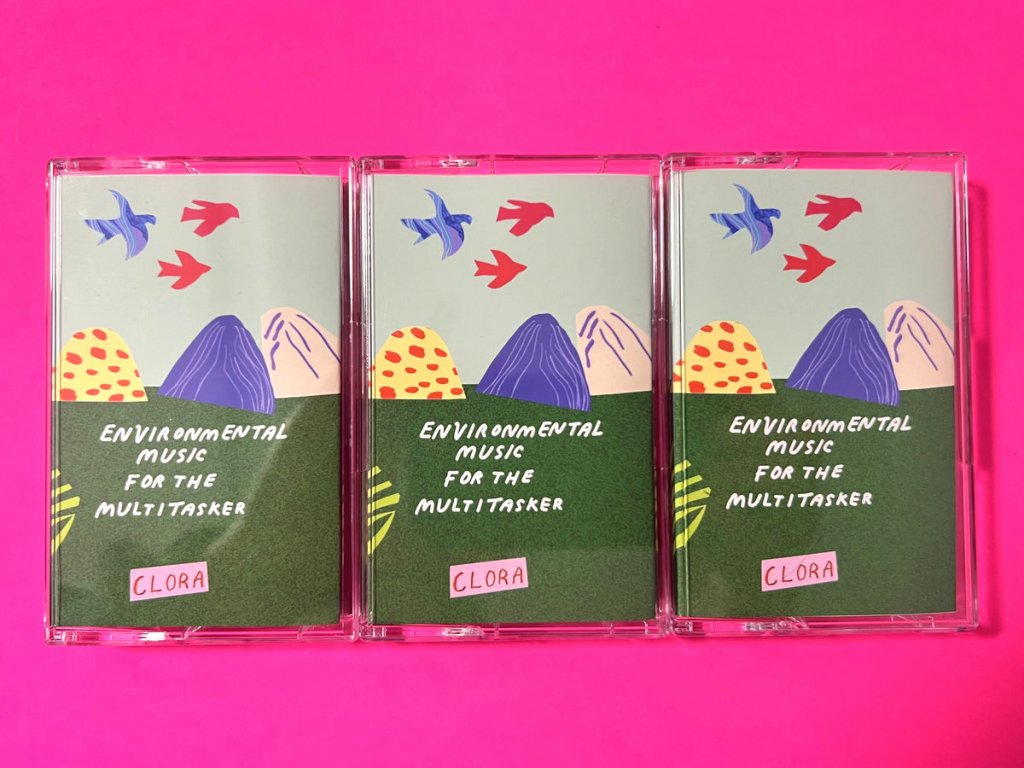 ENVIRONMENTAL
MUSIC
FOR THE
MULTITASKER
CLORA
ENVIRONMENTAL
MUSIC
FOR THE
MULTITASKER
CLORA
ENVIRONMENTAL
MUSIC
FOR THE
MULTITASKER
CLORA